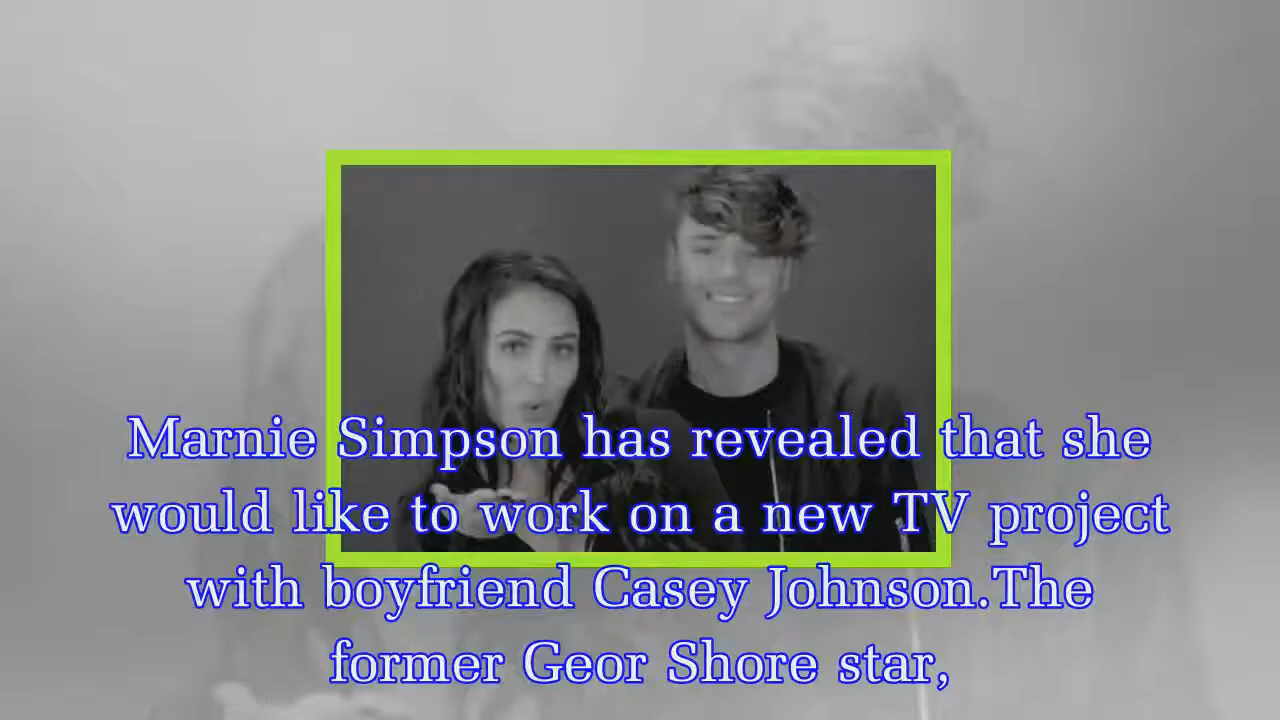 Marnie Simpson has revealed that she
would like to work on a new TV project
with boyfriend Casey Johnson.The
former Geor Shore star,